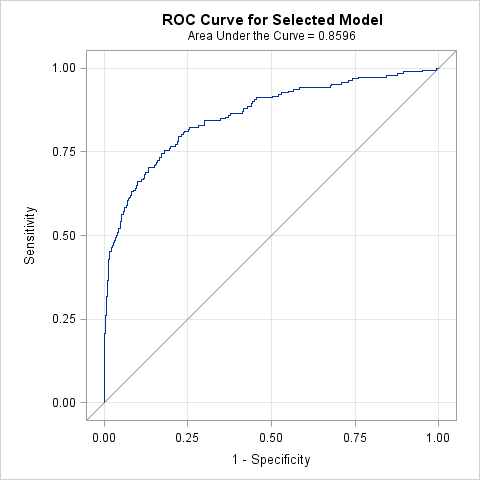 ROC Curve for Selected Model
Area Under the Curve = 0.8596
1.00
0.75
0.50
0.25
0.00
Sensitivity
0.00 0.25 0.50 0.75 1.00
1 - Specificity